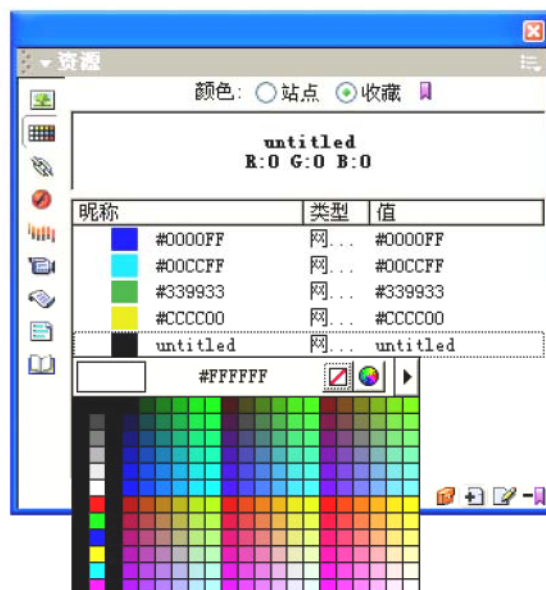 资源
颜色: 站点 收藏
untitled
R:0 G:0 B:0
昵称 类型 值
#0000FF 网... #0000FF
#00CCFF 网... #00CCFF
#339933 网... #339933
#CCCC00 网... #CCCC00
untitled 网... untitled
#FFFFFF